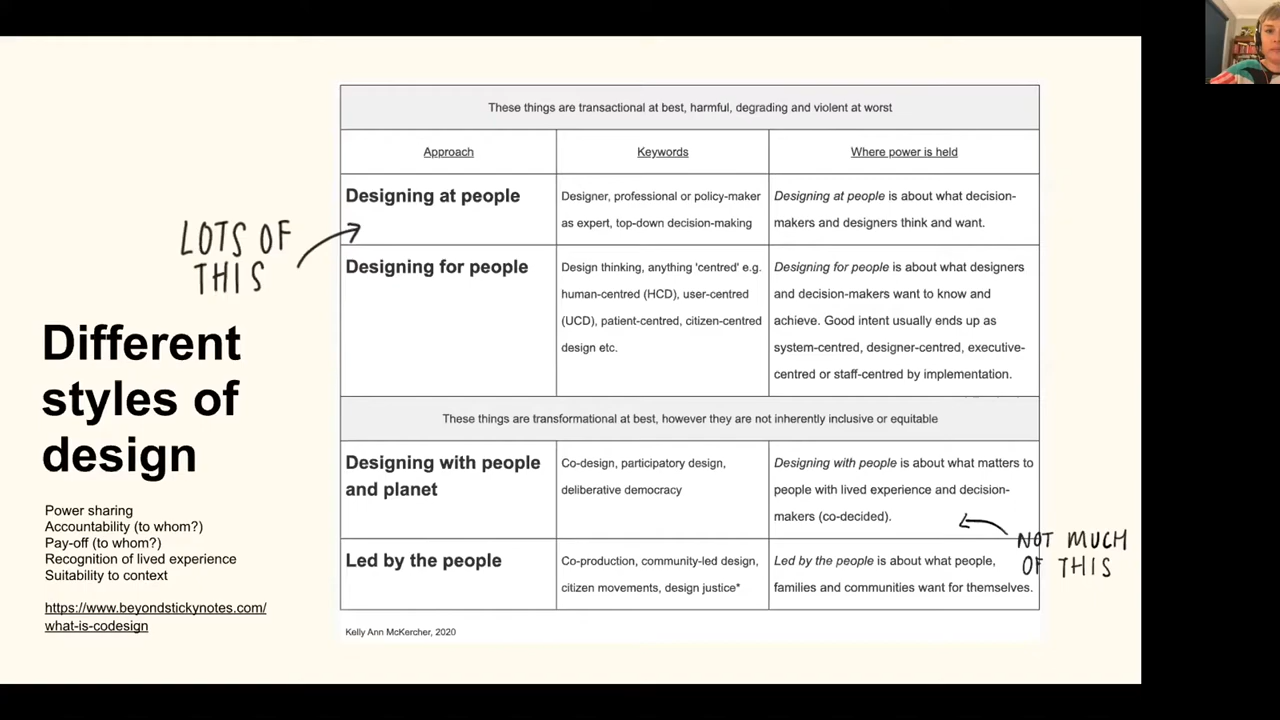 These things are transactional at best, harmful, degrading and violent at worst
Approach
Keywords
Where power is held
Designing at people
Designer, professional or policy-maker
as expert, top-down decision-making
Designing at people is about what decision-
makers and designers think and want.
LOTS OF
THIS
Designing for people
Design thinking, anything 'centred' e.g.
human-centred (HCD), user-centred
(UCD), patient-centred, citizen-centred
design etc.
Designing for people is about what designers
and decision-makers want to know and
achieve. Good intent usually ends up as
system-centred, designer-centred, executive-
centred or staff-centred by implementation.
These things are transformational at best, however they are not inherently inclusive or equitable
Designing with people
and planet
Co-design, participatory design,
deliberative democracy
Designing with people is about what matters to
people with lived experience and decision-
makers (co-decided).
NOT MUCH
OF THIS
Led by the people
Co-production, community-led design,
citizen movements, design justice*
Led by the people is about what people,
families and communities want for themselves.
Kelly Ann McKercher, 2020
Different
styles of
design
Power sharing
Accountability (to whom?)
Pay-off (to whom?)
Recognition of lived experience
Suitability to context
https://www.beyondstickynotes.com/
what-is-codesign